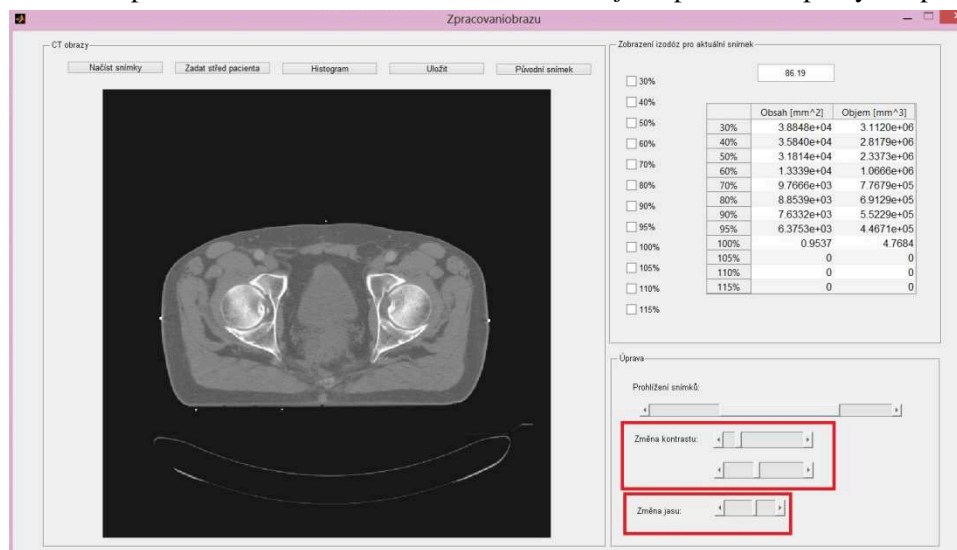 Zpracovaniobrazu
CT obrazy
Načíst snímky Zadat střed pacienta Histogram Uložit Původní snímek
Zobrazení izodóz pro aktuální snímek
86.19
30%
40%
50%
60%
70%
80%
90%
95%
100%
105%
110%
115%
Obsah [mm^2] Objem [mm^3]
30% 3.8848e+04 3.1120e+06
40% 3.5840e+04 2.8179e+06
50% 3.1814e+04 2.3373e+06
60% 1.3339e+04 1.0666e+06
70% 9.7666e+03 7.7679e+05
80% 8.8539e+03 6.9129e+05
90% 7.6332e+03 5.5229e+05
95% 6.3753e+03 4.4671e+05
100% 0.9537 4.7684
105% 0 0
110% 0 0
115% 0 0
Úprava
Prohlížení snímků:
Změna kontrastu:
Změna jasu: